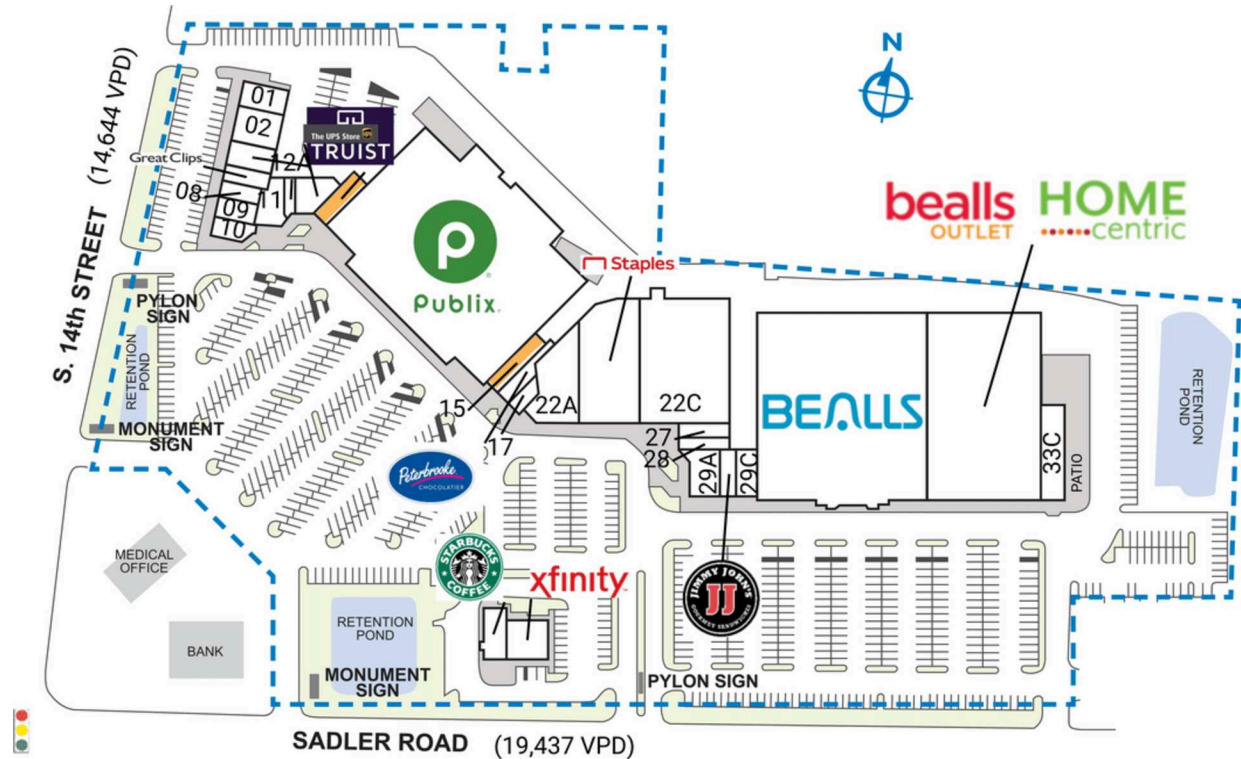 N
S. 14th STREET (14,644 VPD)
01
02
Great Clips
12A
08
11
09
10
The UPS Store
TRUIST
P
Publix.
Staples
bealls
OUTLET
HOME
centric
PYLON
SIGN
RETENTION
POND
MONUMENT
SIGN
15
17
22A
22C
27
28
29A
29C
BEALLS
33C
PATIO
RETENTION
POND
Peterbrooke
CHOCOLATIER
STARBUCKS
COFFEE
xfinity
JIMMY JOHN'S
JJ
GOURMET SANDWICHES
MEDICAL
OFFICE
BANK
RETENTION
POND
MONUMENT
SIGN
PYLON SIGN
SADLER ROAD (19,437 VPD)